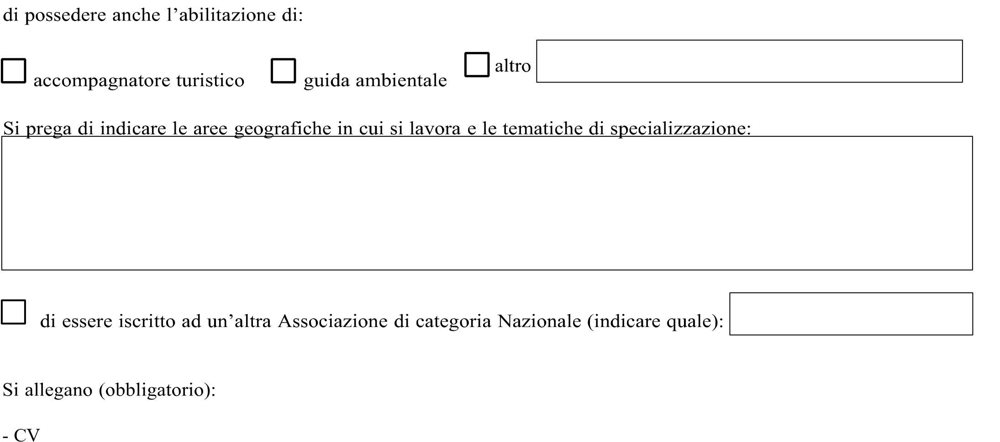 di possedere anche l’abilitazione di:
accompagnatore turistico guida ambientale altro
Si prega di indicare le aree geografiche in cui si lavora e le tematiche di specializzazione:
di essere iscritto ad un’altra Associazione di categoria Nazionale (indicare quale):
Si allegano (obbligatorio):
- CV